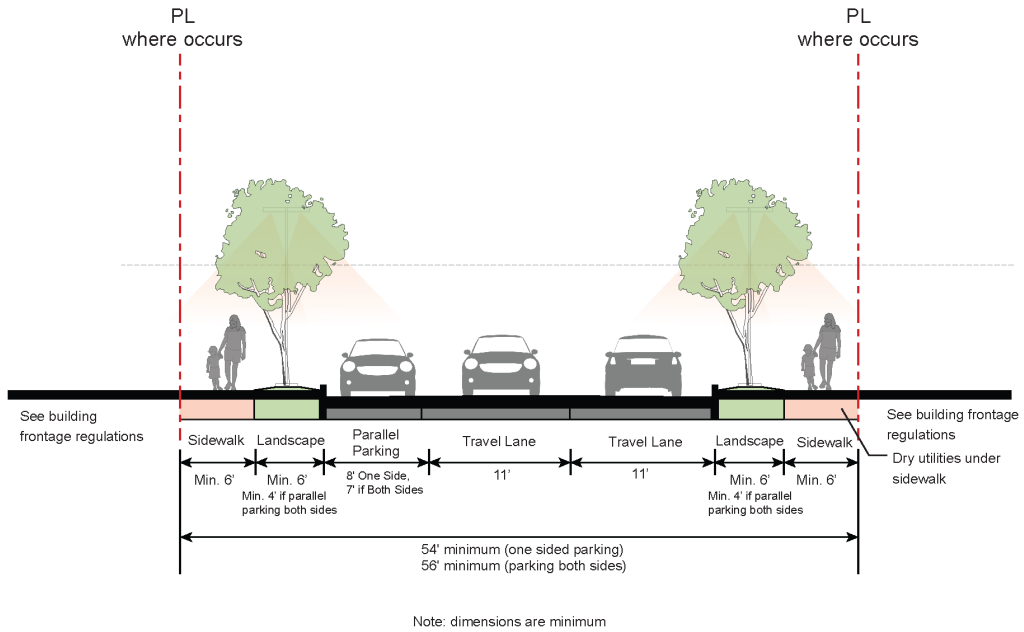 PL
where occurs
PL
where occurs
See building
frontage regulations
See building frontage
regulations
Dry utilities under
sidewalk
Sidewalk
Landscape
Parallel
Parking
Travel Lane
Travel Lane
Landscape
Sidewalk
Min. 6'
Min. 6'
Min. 4' if parallel
parking both sides
8' One Side,
7' if Both Sides
11'
11'
Min. 6'
Min. 4' if parallel
parking both sides
Min. 6'
54' minimum (one sided parking)
56' minimum (parking both sides)
Note: dimensions are minimum